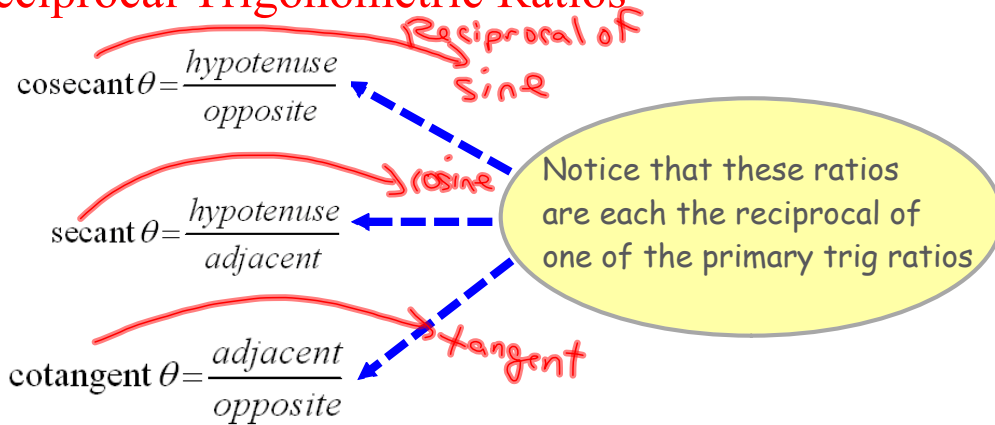 eciprocal Trigonometric Ratios
Reciprocal of
sine
cosecant θ = hypotenuse / opposite
cosine
secant θ = hypotenuse / adjacent
tangent
cotangent θ = adjacent / opposite
Notice that these ratios
are each the reciprocal of
one of the primary trig ratios